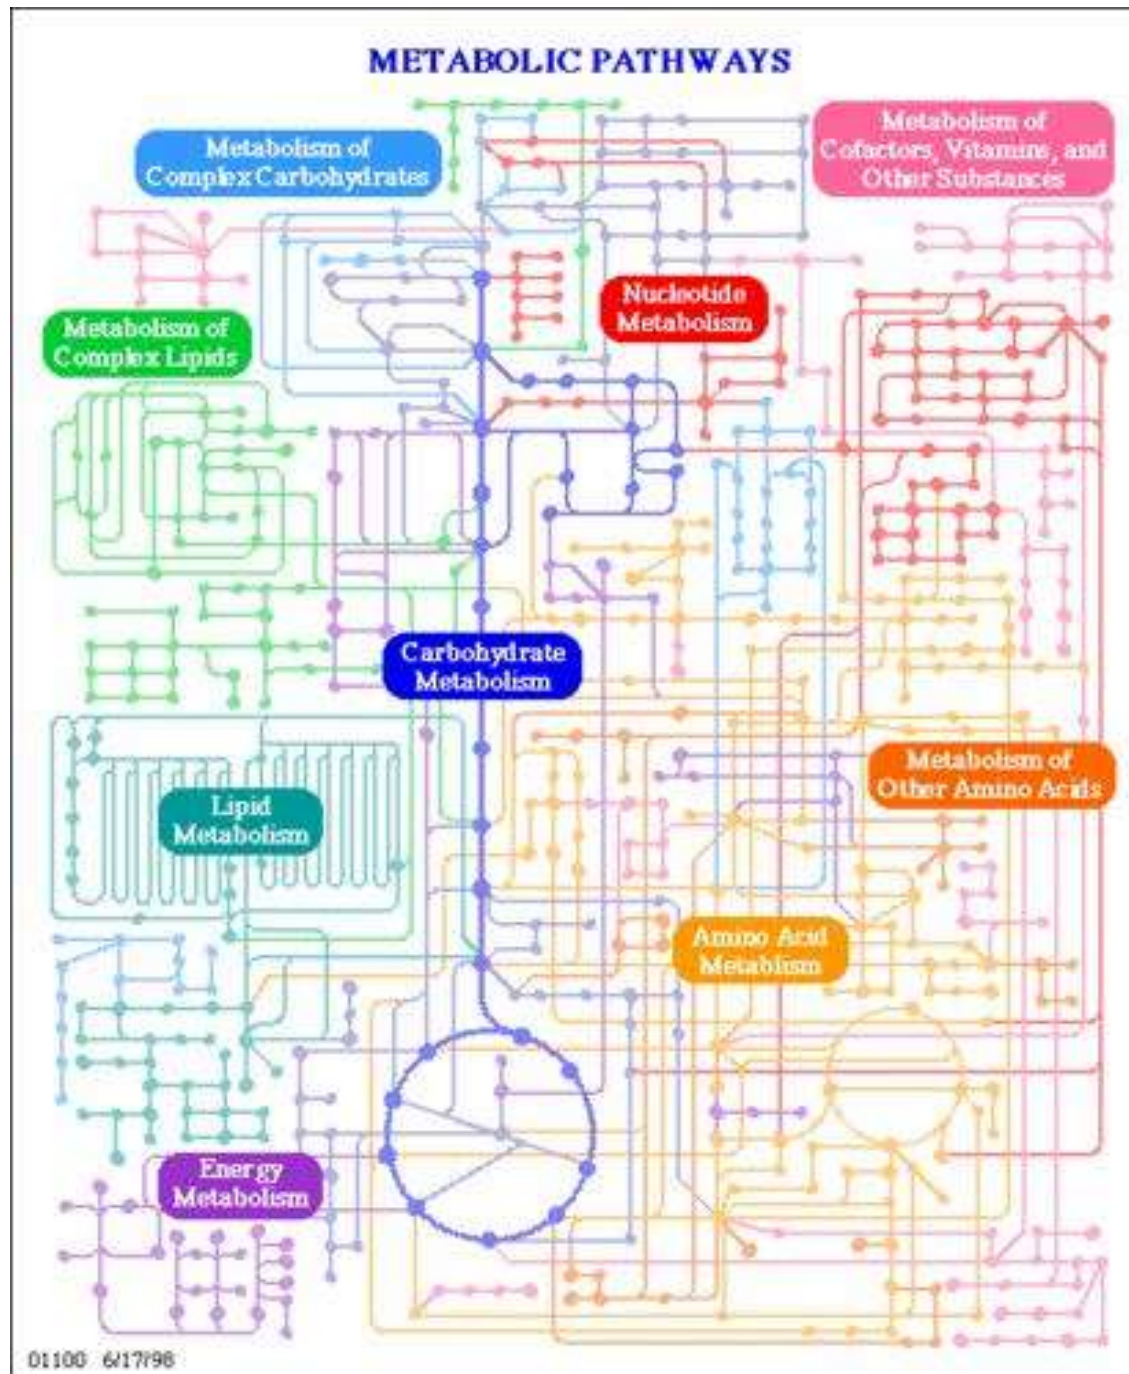 METABOLIC PATHWAYS
Metabolism of
Complex Carbohydrates
Metabolism of
Cofactors, Vitamins, and
Other Substances
Nucleotide
Metabolism
Metabolism of
Complex Lipids
Carbohydrate
Metabolism
Metabolism of
Other Amino Acids
Lipid
Metabolism
Amino Acid
Metablism
Energy
Metabolism
01100 6/17/98